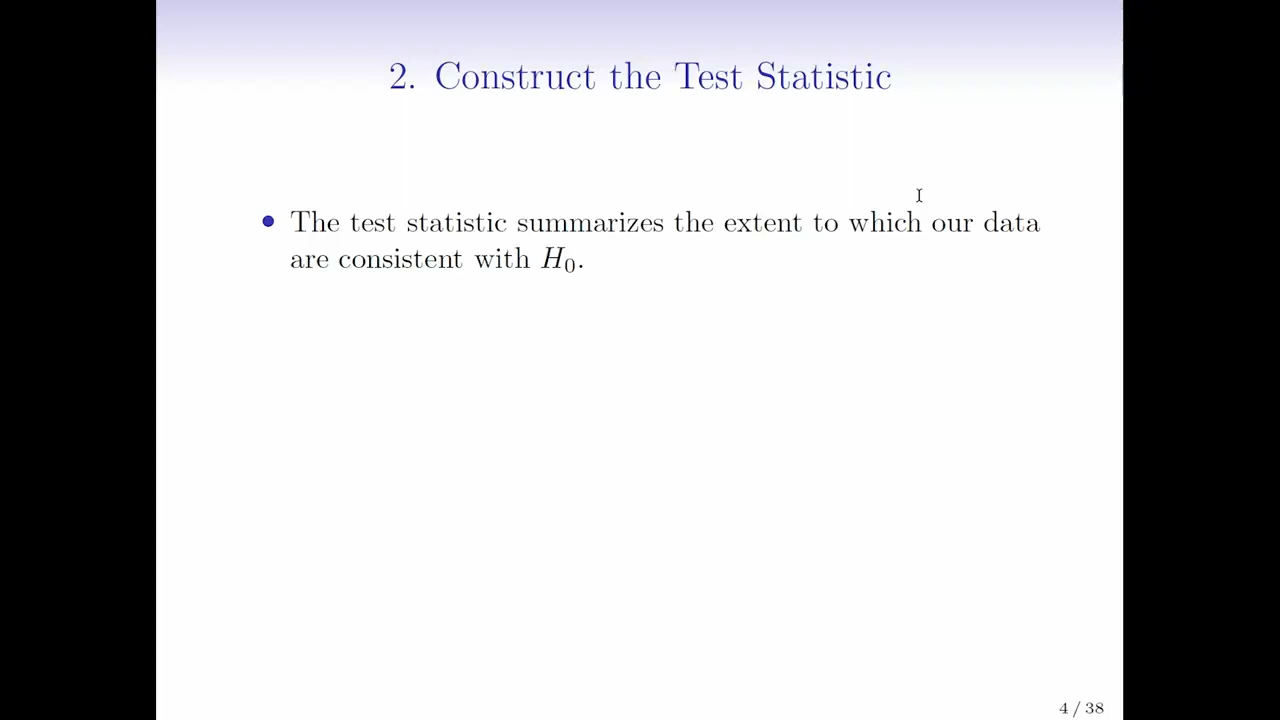 2. Construct the Test Statistic
• The test statistic summarizes the extent to which our data
are consistent with H₀.
4 / 38